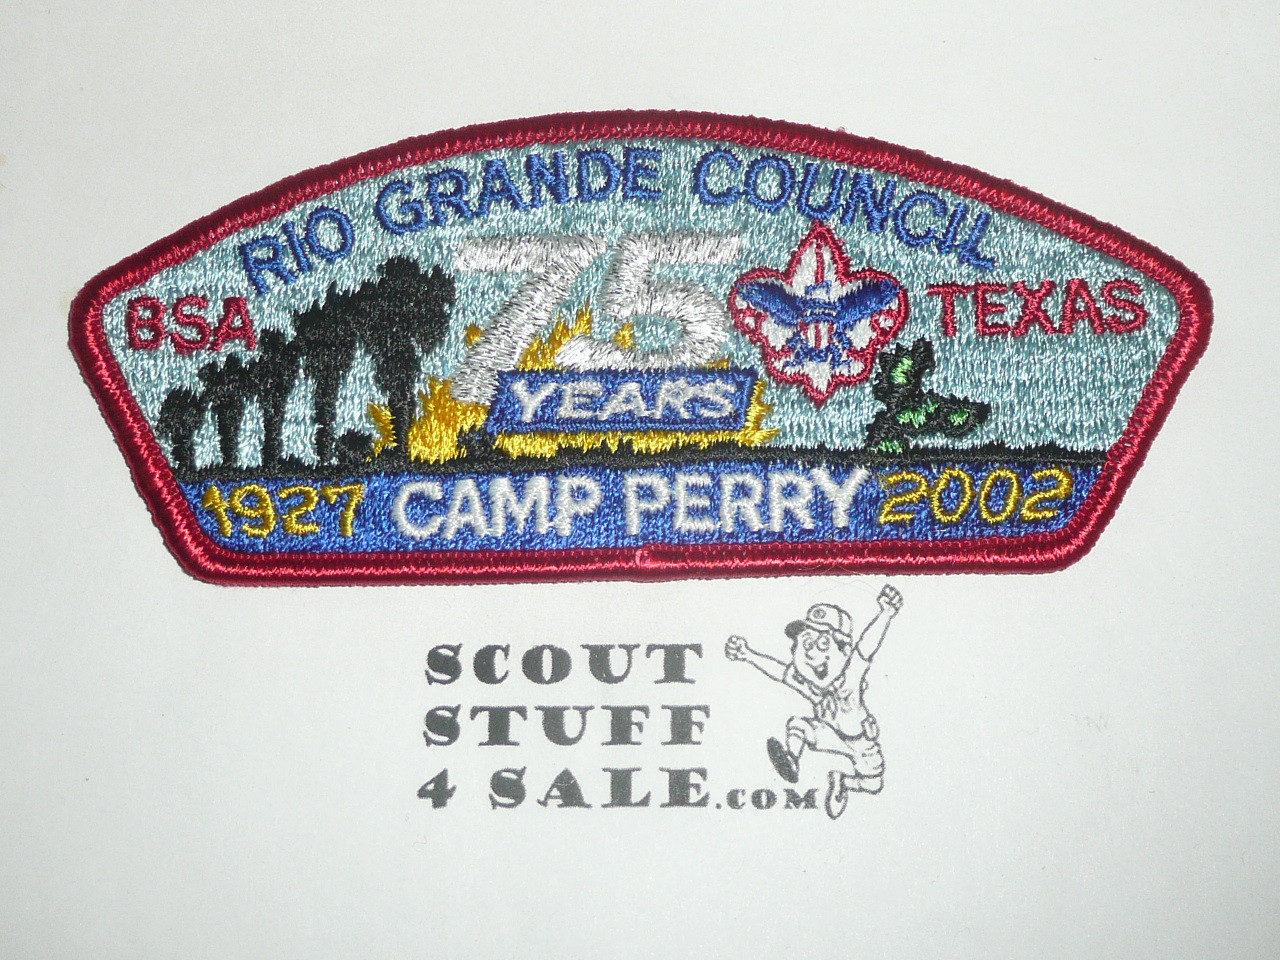 RIO GRANDE COUNCIL
BSA
75
TEXAS
YEARS
1927 CAMP PERRY 2002
SCOUT
STUFF
4 SALE.COM